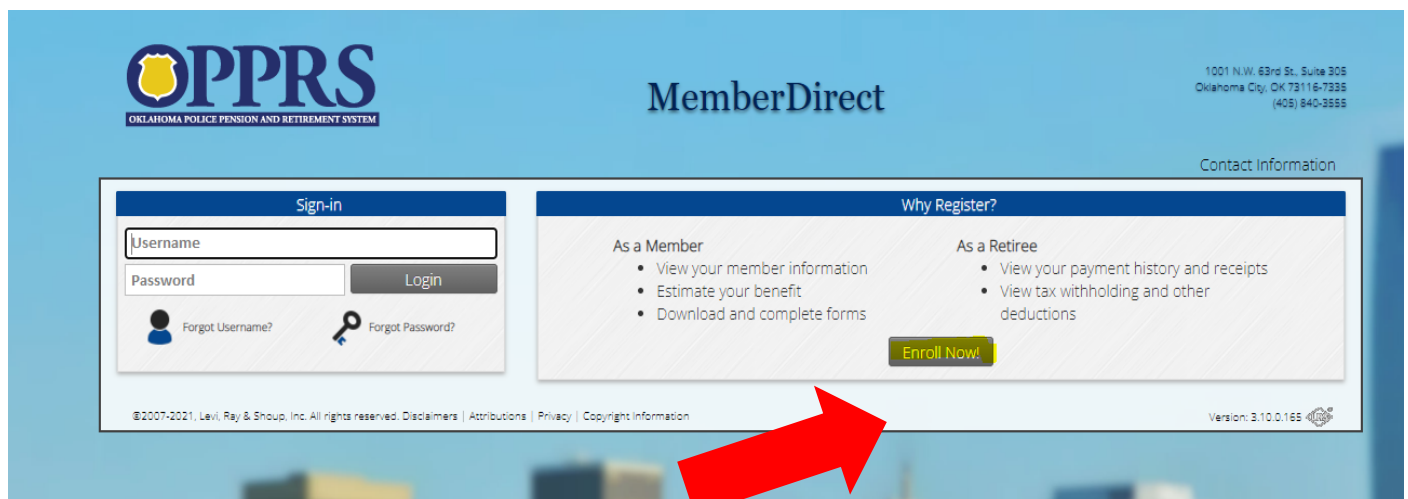 OPPRS
OKLAHOMA POLICE PENSION AND RETIREMENT SYSTEM
MemberDirect
1001 N.W. 63rd St., Suite 305
Oklahoma City, OK 73116-7335
(405) 840-3555
Contact Information
Sign-in
Username
Password
Login
Forgot Username?
Forgot Password?
Why Register?
As a Member
• View your member information
• Estimate your benefit
• Download and complete forms
As a Retiree
• View your payment history and receipts
• View tax withholding and other
deductions
Enroll Now!
©2007-2021, Levi, Ray & Shoup, Inc. All rights reserved. Disclaimers | Attributions | Privacy | Copyright Information
Version: 3.10.0.165